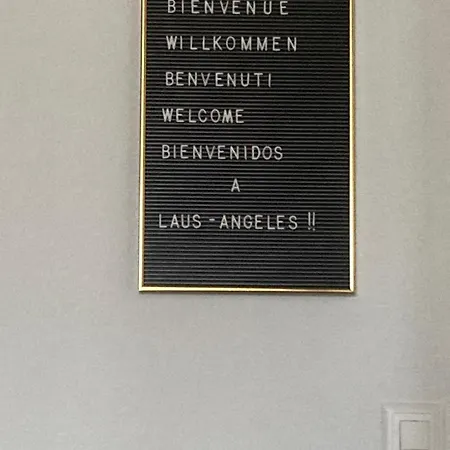 BIENVENUE
WILLKOMMEN
BENVENUTI
WELCOME
BIENVENIDOS
A
LAUS-ANGELES !!